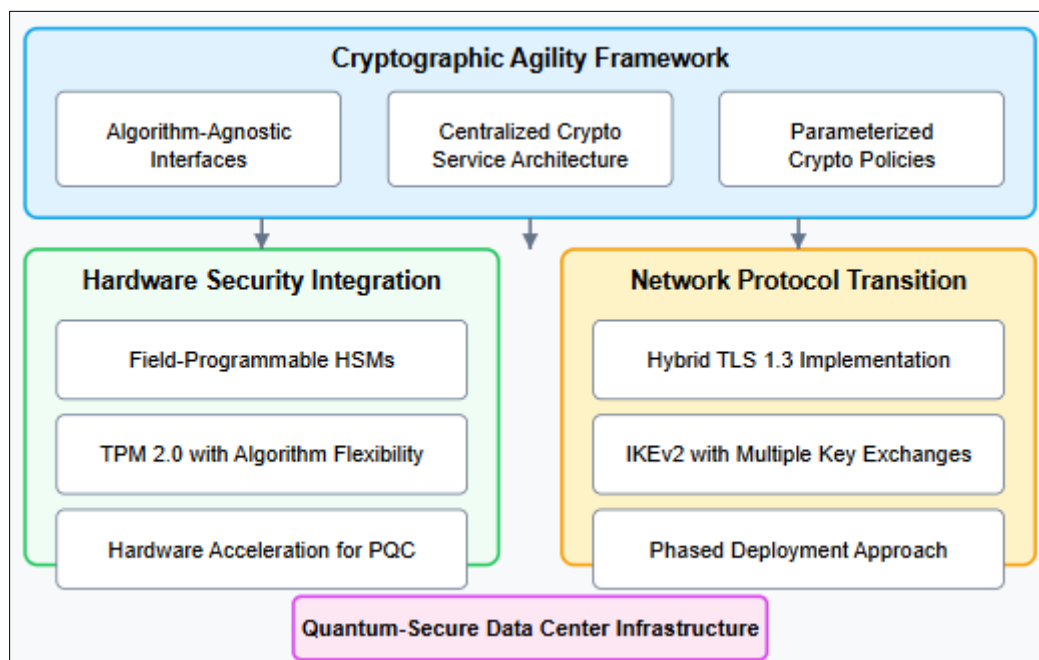 Cryptographic Agility Framework
Algorithm-Agnostic
Interfaces
Centralized Crypto
Service Architecture
Parameterized
Crypto Policies
Hardware Security Integration
Field-Programmable HSMs
TPM 2.0 with Algorithm Flexibility
Hardware Acceleration for PQC
Network Protocol Transition
Hybrid TLS 1.3 Implementation
IKEv2 with Multiple Key Exchanges
Phased Deployment Approach
Quantum-Secure Data Center Infrastructure